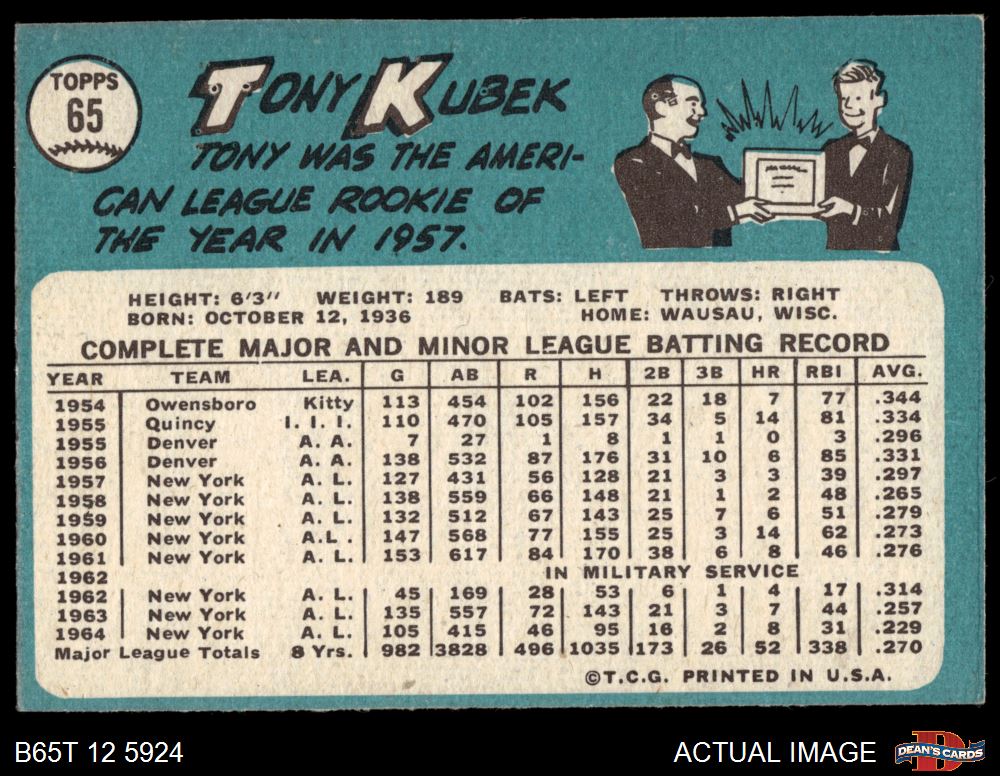 TOPPS
65
TONY KUBEK
TONY WAS THE AMERI-
CAN LEAGUE ROOKIE OF
THE YEAR IN 1957.
HEIGHT: 6'3" WEIGHT: 189 BATS: LEFT THROWS: RIGHT
BORN: OCTOBER 12, 1936 HOME: WAUSAU, WISC.
COMPLETE MAJOR AND MINOR LEAGUE BATTING RECORD
YEAR TEAM LEA. G AB R H 2B 3B HR RBI AVG.
1954 Owensboro Kitty 113 454 102 156 22 18 7 77 .344
1955 Quincy I. I. I. 110 470 105 157 34 5 14 81 .334
1955 Denver A. A. 7 27 1 8 1 1 0 3 .296
1956 Denver A. A. 138 532 87 176 31 10 6 85 .331
1957 New York A. L. 127 431 56 128 21 3 3 39 .297
1958 New York A. L. 138 559 66 148 21 1 2 48 .265
1959 New York A. L. 132 512 67 143 25 7 6 51 .279
1960 New York A.L. 147 568 77 155 25 3 14 62 .273
1961 New York A. L. 153 617 84 170 38 6 8 46 .276
1962 IN MILITARY SERVICE
1962 New York A. L. 45 169 28 53 6 1 4 17 .314
1963 New York A. L. 135 557 72 143 21 3 7 44 .257
1964 New York A. L. 105 415 46 95 16 2 8 31 .229
Major League Totals 8 Yrs. 982 3828 496 1035 173 26 52 338 .270
©T.C.G. PRINTED IN U.S.A.
B65T 12 5924 ACTUAL IMAGE DEAN'S CARDS